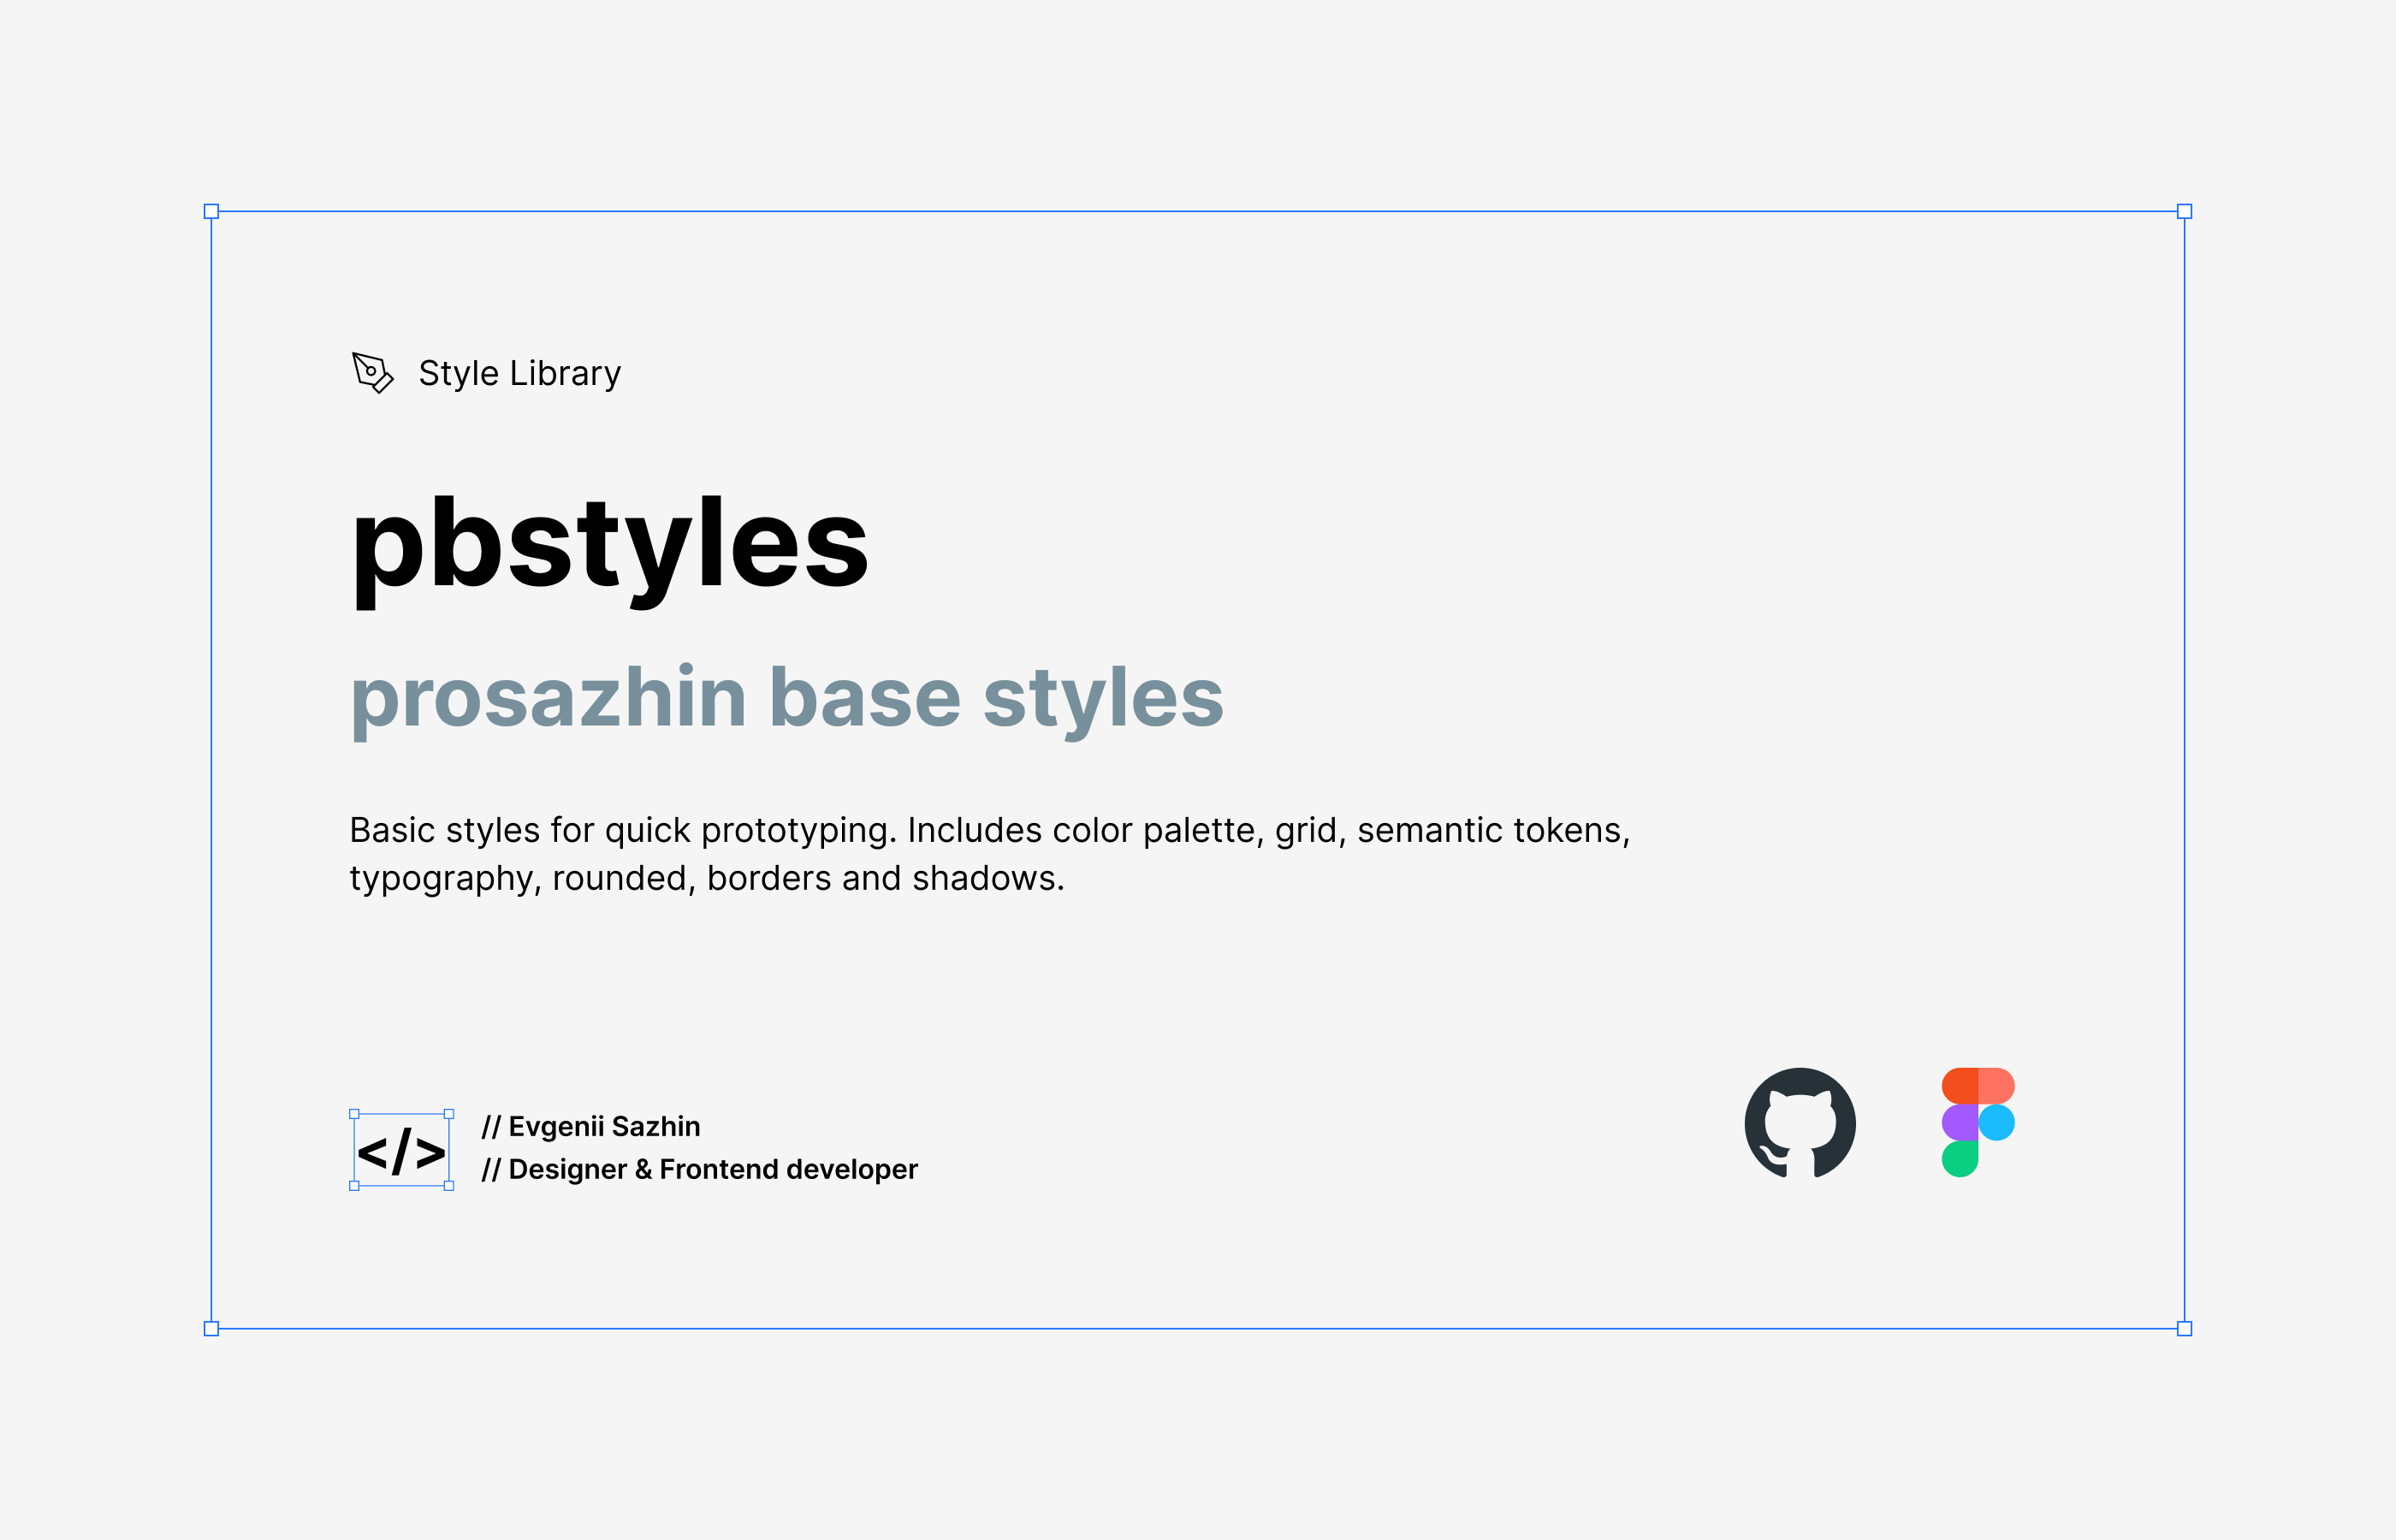 Style Library
pbstyles
prosazhin base styles
Basic styles for quick prototyping. Includes color palette, grid, semantic tokens,
typography, rounded, borders and shadows.
</>
// Evgenii Sazhin
// Designer & Frontend developer